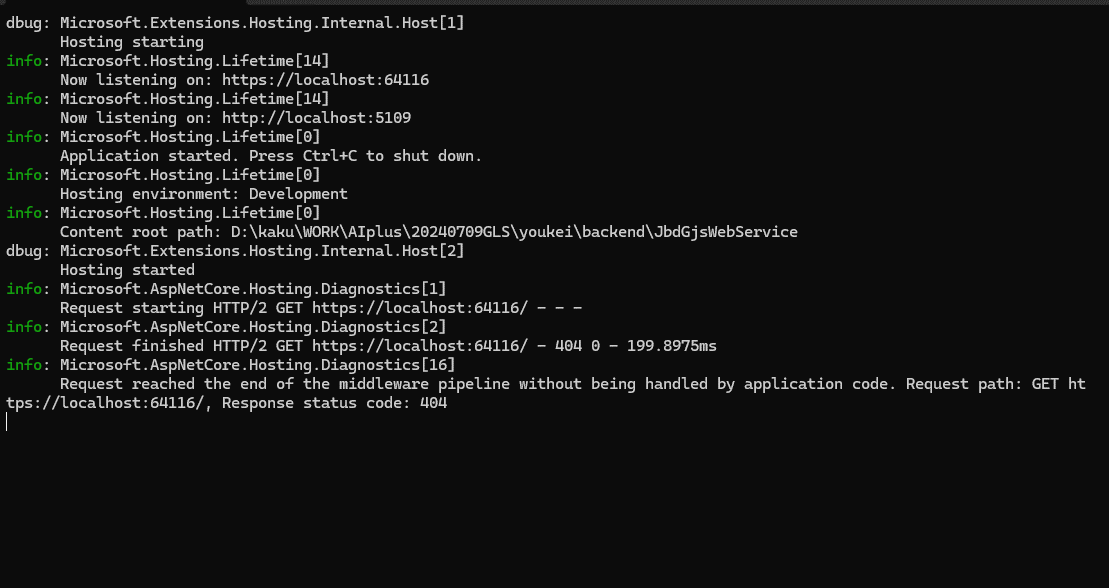 dbug: Microsoft.Extensions.Hosting.Internal.Host[1]
      Hosting starting
info: Microsoft.Hosting.Lifetime[14]
      Now listening on: https://localhost:64116
info: Microsoft.Hosting.Lifetime[14]
      Now listening on: http://localhost:5109
info: Microsoft.Hosting.Lifetime[0]
      Application started. Press Ctrl+C to shut down.
info: Microsoft.Hosting.Lifetime[0]
      Hosting environment: Development
info: Microsoft.Hosting.Lifetime[0]
      Content root path: D:\kaku\WORK\AIplus\20240709GLS\youkei\backend\JbdGjsWebService
dbug: Microsoft.Extensions.Hosting.Internal.Host[2]
      Hosting started
info: Microsoft.AspNetCore.Hosting.Diagnostics[1]
      Request starting HTTP/2 GET https://localhost:64116/ - - -
info: Microsoft.AspNetCore.Hosting.Diagnostics[2]
      Request finished HTTP/2 GET https://localhost:64116/ - 404 0 - 199.8975ms
info: Microsoft.AspNetCore.Hosting.Diagnostics[16]
      Request reached the end of the middleware pipeline without being handled by application code. Request path: GET ht
tps://localhost:64116/, Response status code: 404